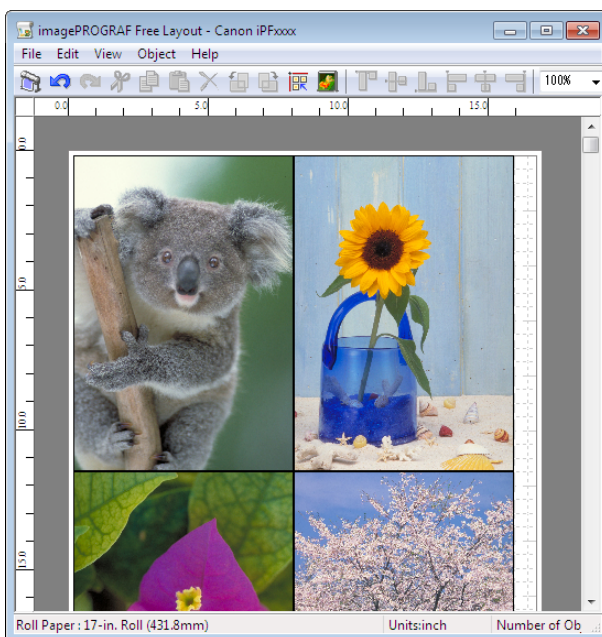 imagePROGRAF Free Layout - Canon iPFxxxx
File Edit View Object Help
100%
0.0 5.0 10.0 15.0
0.0
5.0
10.0
15.0
Roll Paper : 17-in. Roll (431.8mm) Units:inch Number of Ob